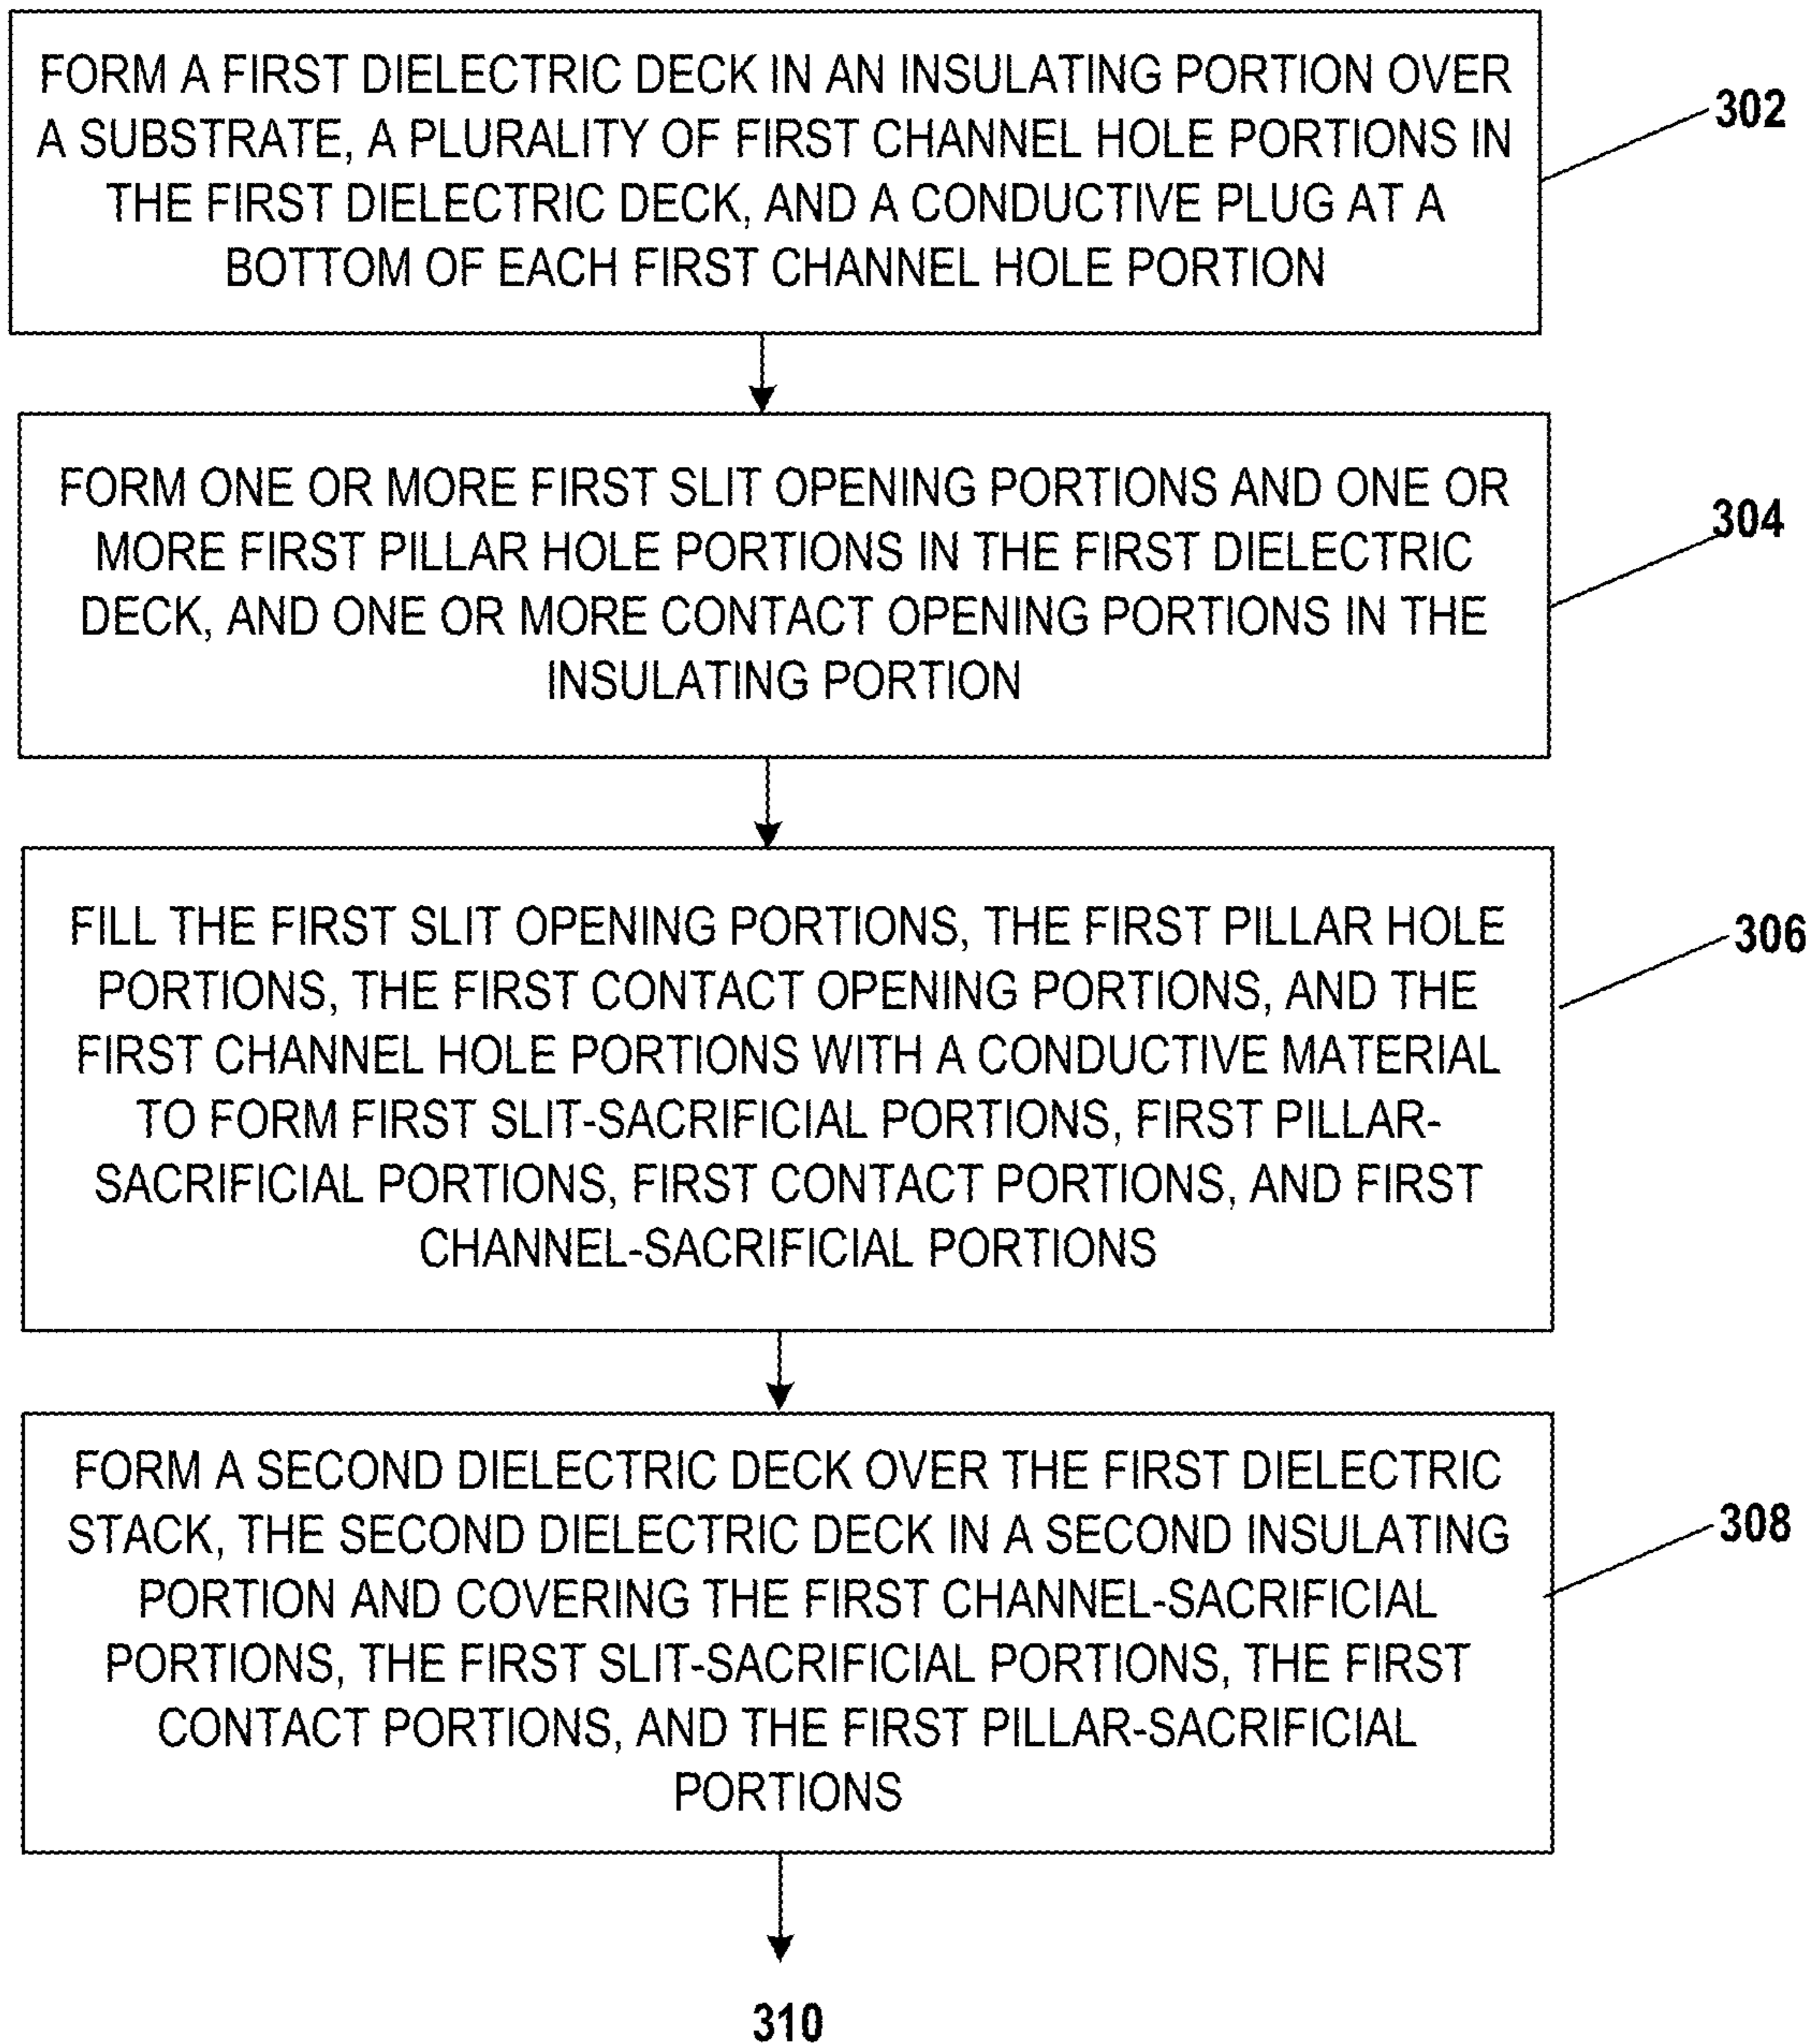 FORM A FIRST DIELECTRIC DECK IN AN INSULATING PORTION OVER
A SUBSTRATE, A PLURALITY OF FIRST CHANNEL HOLE PORTIONS IN
THE FIRST DIELECTRIC DECK, AND A CONDUCTIVE PLUG AT A
BOTTOM OF EACH FIRST CHANNEL HOLE PORTION
302
FORM ONE OR MORE FIRST SLIT OPENING PORTIONS AND ONE OR
MORE FIRST PILLAR HOLE PORTIONS IN THE FIRST DIELECTRIC
DECK, AND ONE OR MORE CONTACT OPENING PORTIONS IN THE
INSULATING PORTION
304
FILL THE FIRST SLIT OPENING PORTIONS, THE FIRST PILLAR HOLE
PORTIONS, THE FIRST CONTACT OPENING PORTIONS, AND THE
FIRST CHANNEL HOLE PORTIONS WITH A CONDUCTIVE MATERIAL
TO FORM FIRST SLIT-SACRIFICIAL PORTIONS, FIRST PILLAR-
SACRIFICIAL PORTIONS, FIRST CONTACT PORTIONS, AND FIRST
CHANNEL-SACRIFICIAL PORTIONS
306
FORM A SECOND DIELECTRIC DECK OVER THE FIRST DIELECTRIC
STACK, THE SECOND DIELECTRIC DECK IN A SECOND INSULATING
PORTION AND COVERING THE FIRST CHANNEL-SACRIFICIAL
PORTIONS, THE FIRST SLIT-SACRIFICIAL PORTIONS, THE FIRST
CONTACT PORTIONS, AND THE FIRST PILLAR-SACRIFICIAL
PORTIONS
308
310